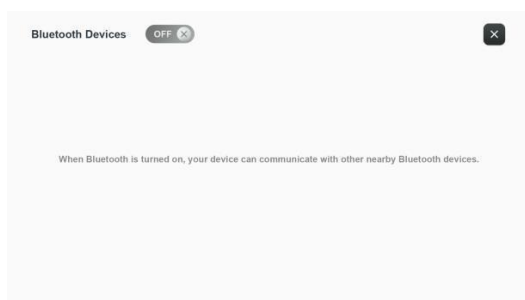 Bluetooth Devices OFF
When Bluetooth is turned on, your device can communicate with other nearby Bluetooth devices.